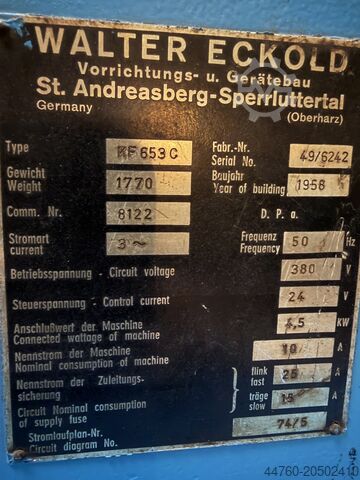 WALTER ECKOLD
Vorrichtungs- u. Gerätebau
St. Andreasberg-Sperrluttertal
Germany (Oberharz)
Type KF 653 C Fabr.-Nr. Serial No. 49/6242
Gewicht Weight 1770 Baujahr Year of building 1958
Comm. Nr. 8122 D. P. a.
Stromart current 3 ~ Frequenz Frequency 50 Hz
Betriebsspannung - Circuit voltage 380 V
Steuerspannung - Control current 24 V
Anschlußwert der Maschine
Connected wattage of machine 4,5 KW
Nennstrom der Maschine
Nominal consumption of machine 10 A
Nennstrom der Zuleitungs-
sicherung
Circuit Nominal consumption
of supply fuse
flink fast 25 A
träge slow 15 A
Stromlaufplan-Nr.
Circuit diagram No. 74/5
44760-20502410